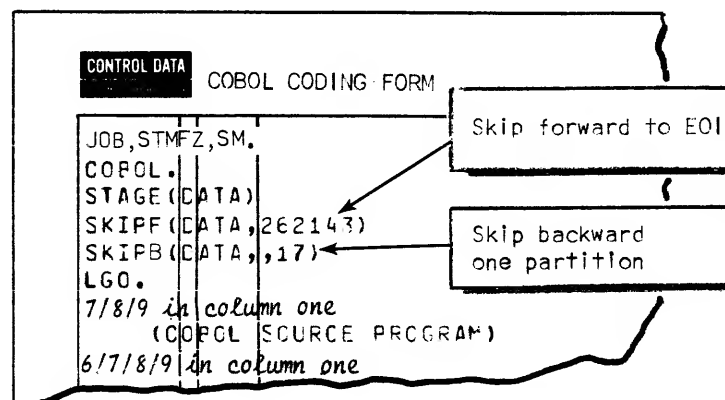 CONTROL DATA
COBOL CODING FORM
JOB,STMFZ,SM.
COBOL.
STAGE(DATA)
SKIPF(DATA,262143)
SKIPB(DATA,,17)
LGO.
7/8/9 in column one
(COBOL SOURCE PROGRAM)
6/7/8/9 in column one
Skip forward to EOI
Skip backward
one partition